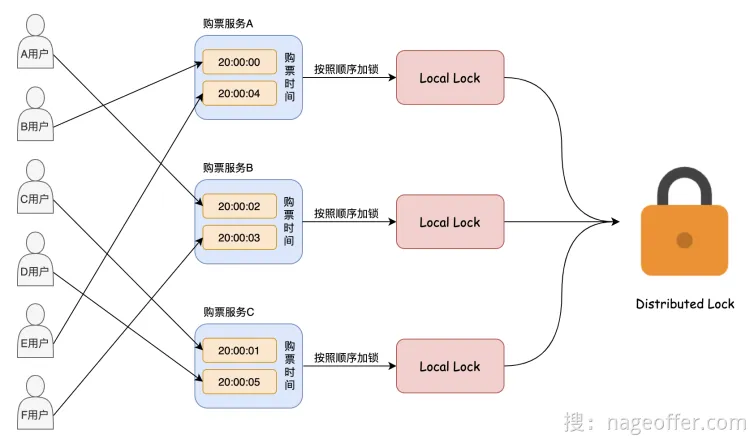 购票服务A
A用户
20:00:00
20:00:04
购票时间
按照顺序加锁
Local Lock
B用户
购票服务B
C用户
20:00:02
20:00:03
购票时间
按照顺序加锁
Local Lock
D用户
Distributed Lock
购票服务C
E用户
20:00:01
20:00:05
购票时间
按照顺序加锁
Local Lock
F用户
搜：nageoffer.com